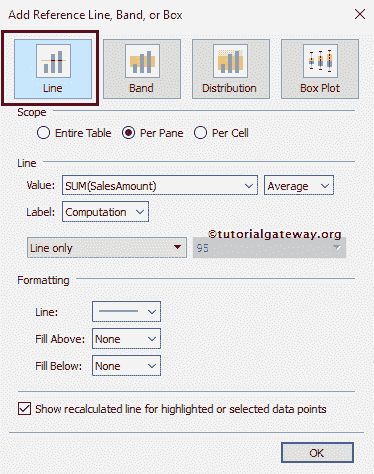 Add Reference Line, Band, or Box
Line Band Distribution Box Plot
Scope
Entire Table Per Pane Per Cell
Line
Value: SUM(SalesAmount) Average
Label: Computation
©tutorialgateway.org
Line only 95
Formatting
Line:
Fill Above: None
Fill Below: None
Show recalculated line for highlighted or selected data points
OK